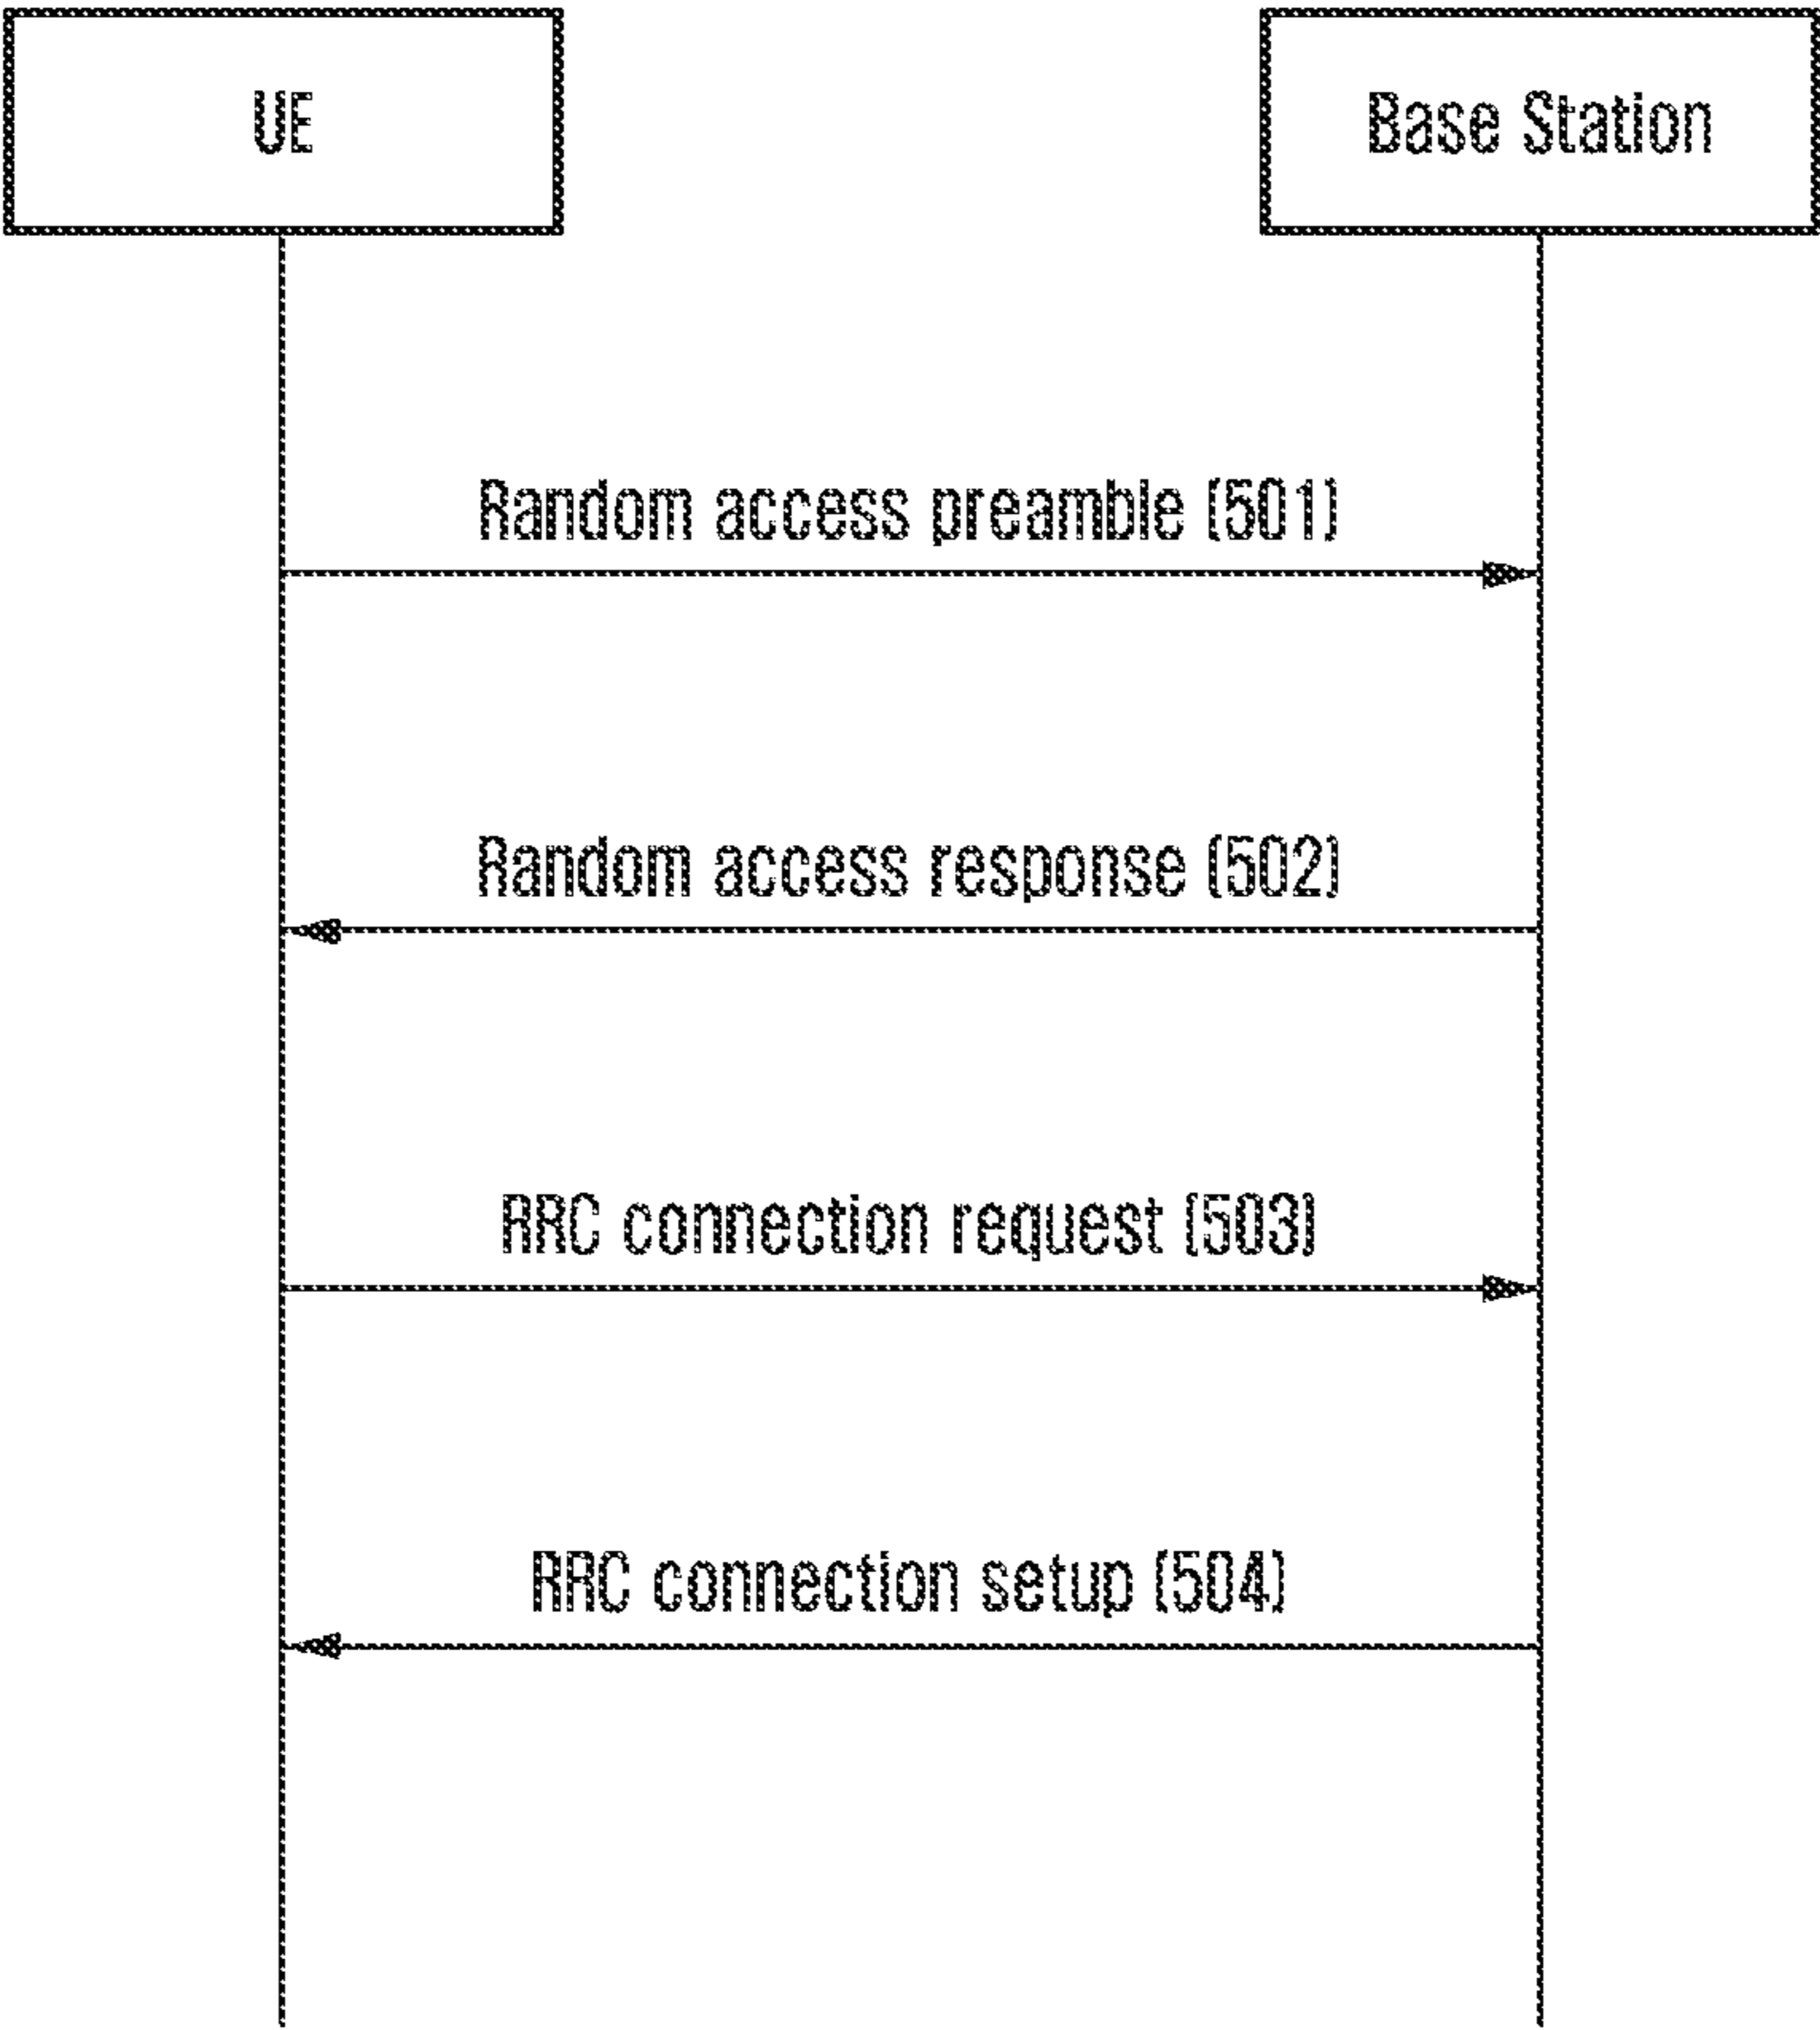 UE
Base Station
Random access preamble (501)
Random access response (502)
RRC connection request (503)
RRC connection setup (504)